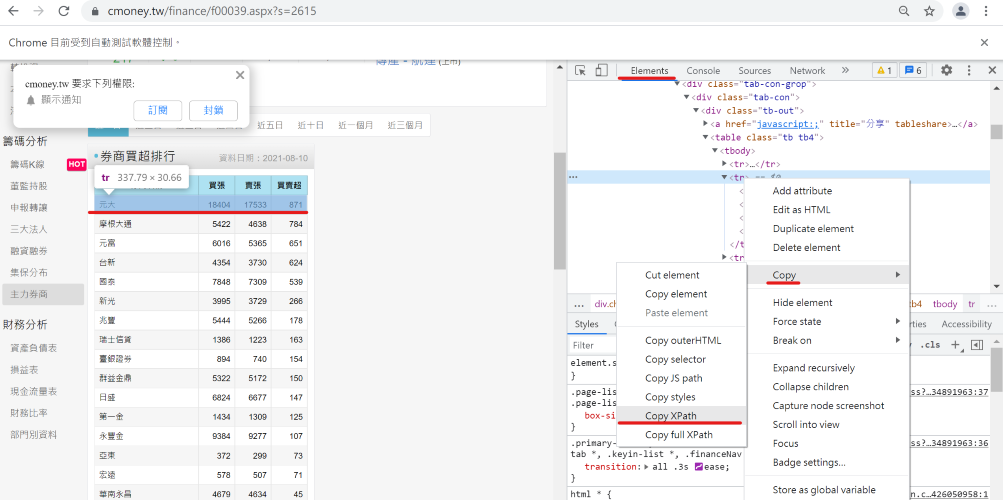 cmoney.tw/finance/f00039.aspx?s=2615
Chrome 目前受到自動測試軟體控制。
(上市)
cmoney.tw 要求下列權限:
顯示通知
訂閱 封鎖
近五日 近十日 近一個月 近三個月
籌碼分析
籌碼K線 HOT
董監持股
申報轉讓
三大法人
融資融券
集保分布
主力券商
財務分析
資產負債表
損益表
現金流量表
財務比率
部門別資料
券商買超排行 資料日期：2021-08-10
tr 337.79 × 30.66
買張 賣張 買賣超
元大 18404 17533 871
摩根大通 5422 4638 784
元富 6016 5365 651
台新 4354 3730 624
國泰 7848 7309 539
新光 3995 3729 266
兆豐 5444 5266 178
瑞士信貸 1386 1223 163
臺銀證券 894 740 154
群益金鼎 5322 5172 150
日盛 6824 6677 147
第一金 1434 1309 125
永豐金 9384 9277 107
亞東 372 299 73
宏遠 578 507 71
華南永昌 4679 4634 45
Elements Console Sources Network » 1 6
<div class="tab-con-grop">
<div class="tab-con">
<div class="tb-out">
<a href="javascript:;" title="分享" tableshare>…</a>
<table class="tb tb4">
<tbody>
<tr>…</tr>
<tr> == $0
<
<
<
<
</t
<tr
Add attribute
Edit as HTML
Duplicate element
Delete element
Copy
Hide element
Force state
Break on
Expand recursively
Collapse children
Capture node screenshot
Scroll into view
Focus
Badge settings...
Store as global variable
Cut element
Copy element
Paste element
Copy outerHTML
Copy selector
Copy JS path
Copy styles
Copy XPath
Copy full XPath
... div.ch b4 tbody tr ...
Styles rties Accessibility
Filter .cls
element.s
}
.page-lis ss?…34891963:37
.page-lis
box-si
}
.primary- ss?…34891963:36
tab *, .keyin-list *, .financeNav
transition: all .3s ease;
}
html * { n.c…426050958:1